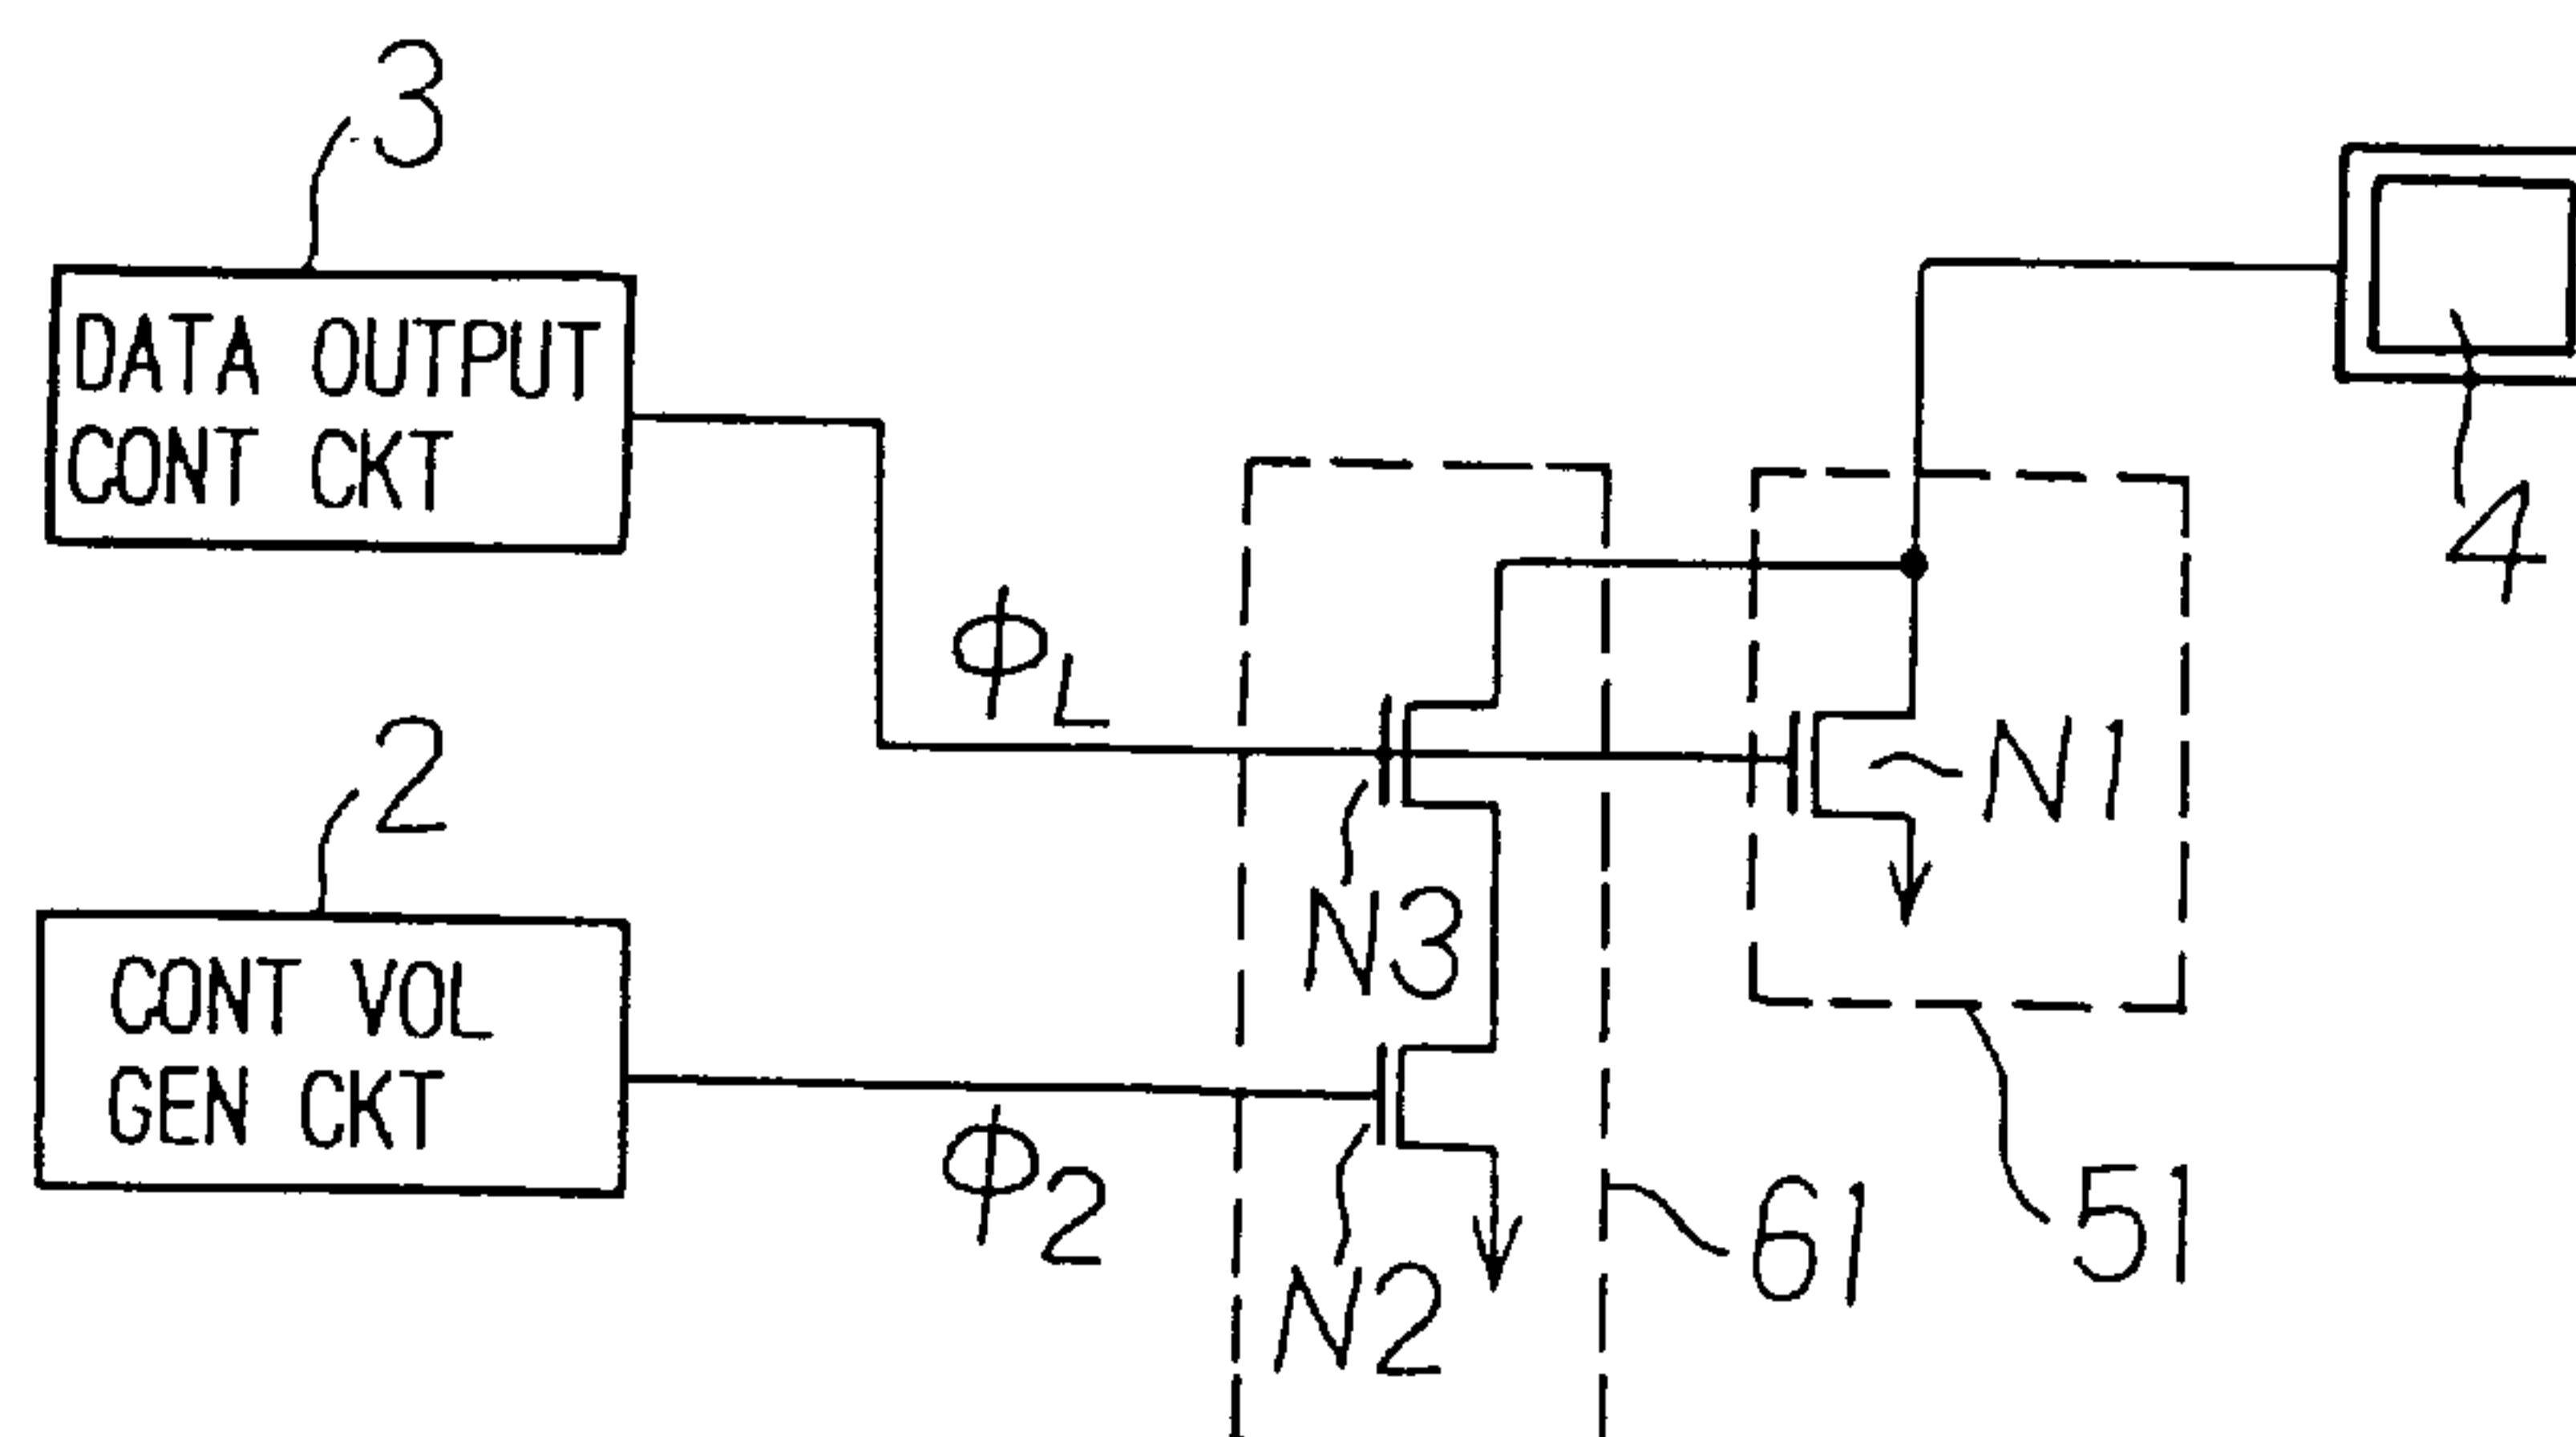 3
DATA OUTPUT
CONT CKT
4
ϕL
N1
2
N3
CONT VOL
GEN CKT
ϕ2
N2
61
51